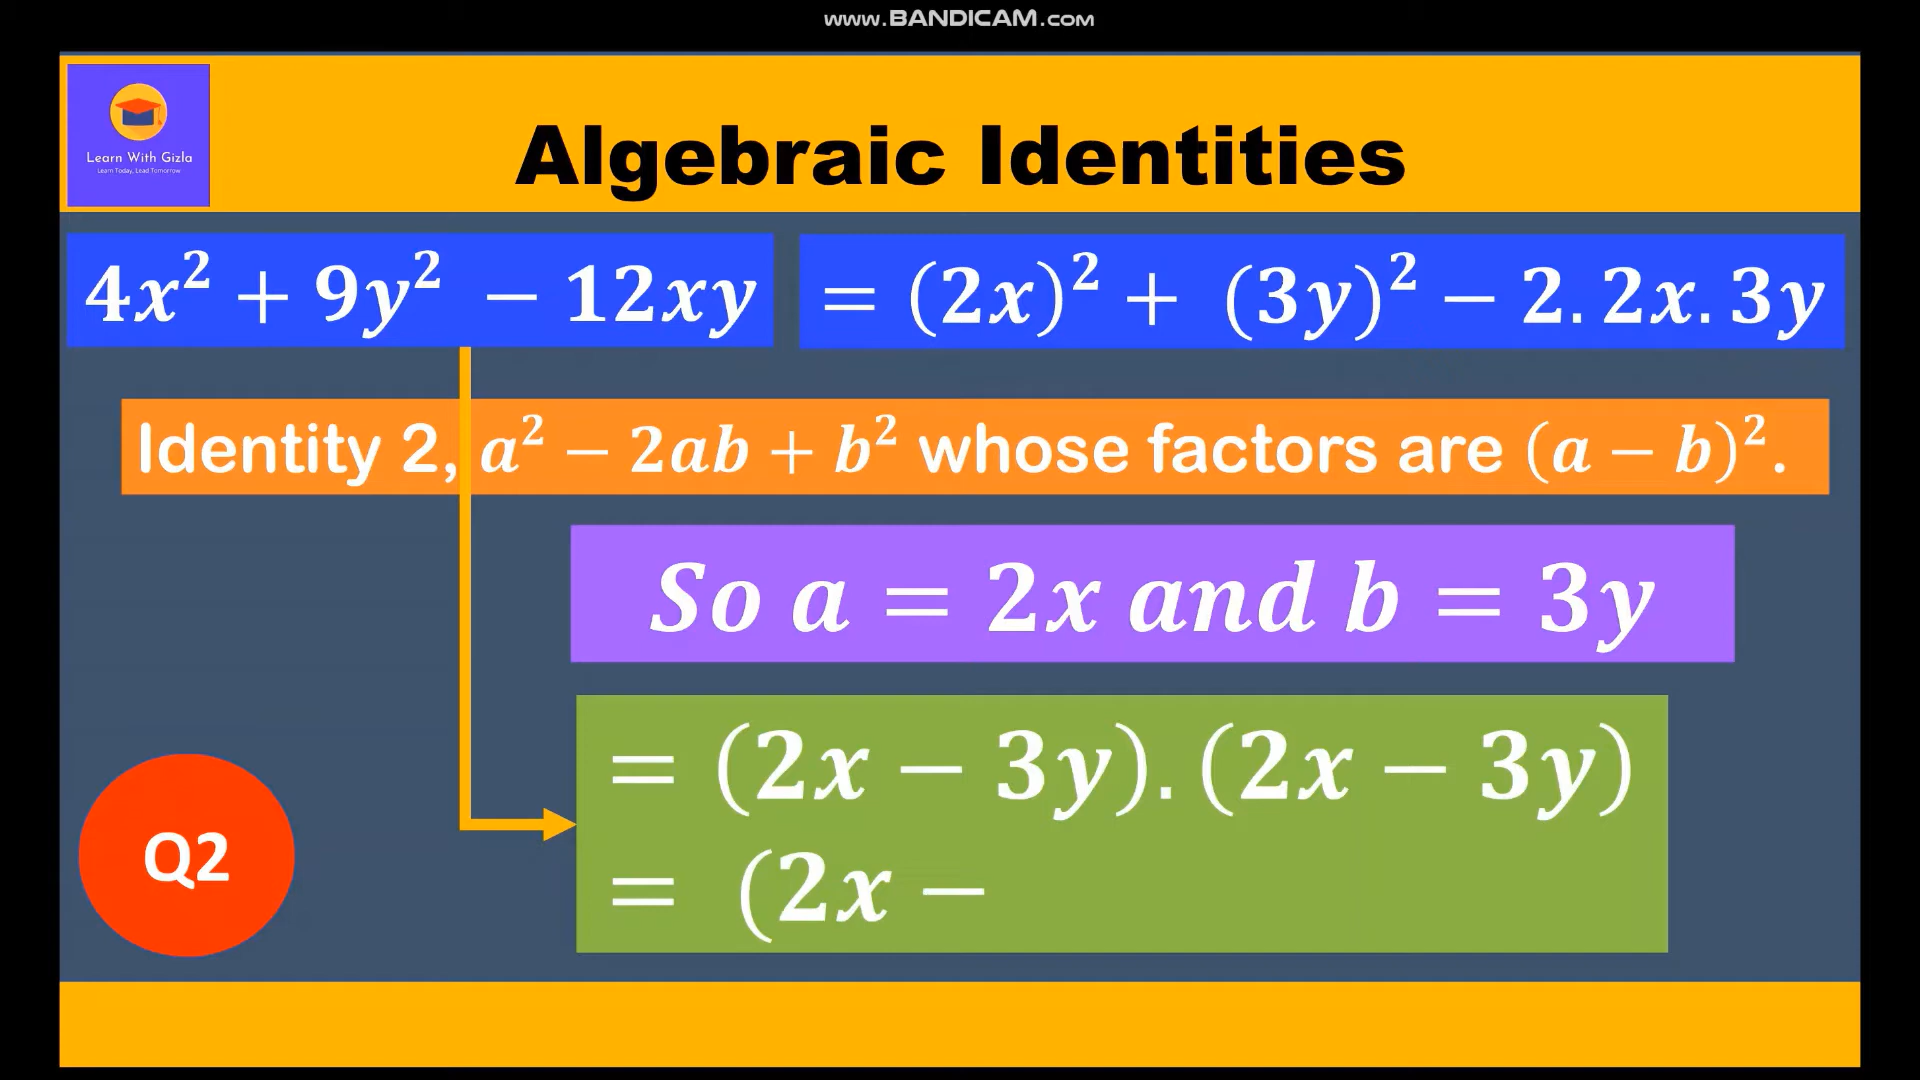 www.BANDICAM.com
Learn With Gizla
Learn Today, Lead Tomorrow
Algebraic Identities
4x² + 9y² − 12xy
= (2x)² + (3y)² − 2. 2x. 3y
Identity 2, a² − 2ab + b² whose factors are (a − b)².
So a = 2x and b = 3y
= (2x − 3y). (2x − 3y)
= (2x −
Q2